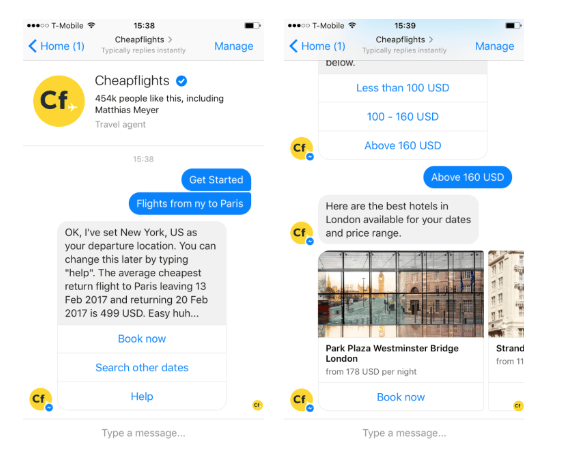 T-Mobile 15:38
Home (1) Cheapflights > Manage
Typically replies instantly
Cf
Cheapflights
454k people like this, including
Matthias Meyer
Travel agent
15:38
Get Started
Flights from ny to Paris
OK, I've set New York, US as
your departure location. You can
change this later by typing
"help". The average cheapest
return flight to Paris leaving 13
Feb 2017 and returning 20 Feb
2017 is 499 USD. Easy huh...
Book now
Search other dates
Help
Cf
Cf
Type a message...
T-Mobile 15:39
Home (1) Cheapflights > Manage
Typically replies instantly
below.
Less than 100 USD
100 - 160 USD
Above 160 USD
Cf
Above 160 USD
Here are the best hotels in
London available for your dates
and price range.
Cf
Park Plaza Westminster Bridge
London
from 178 USD per night
Book now
Strand
from 11
Cf
Cf
Type a message...